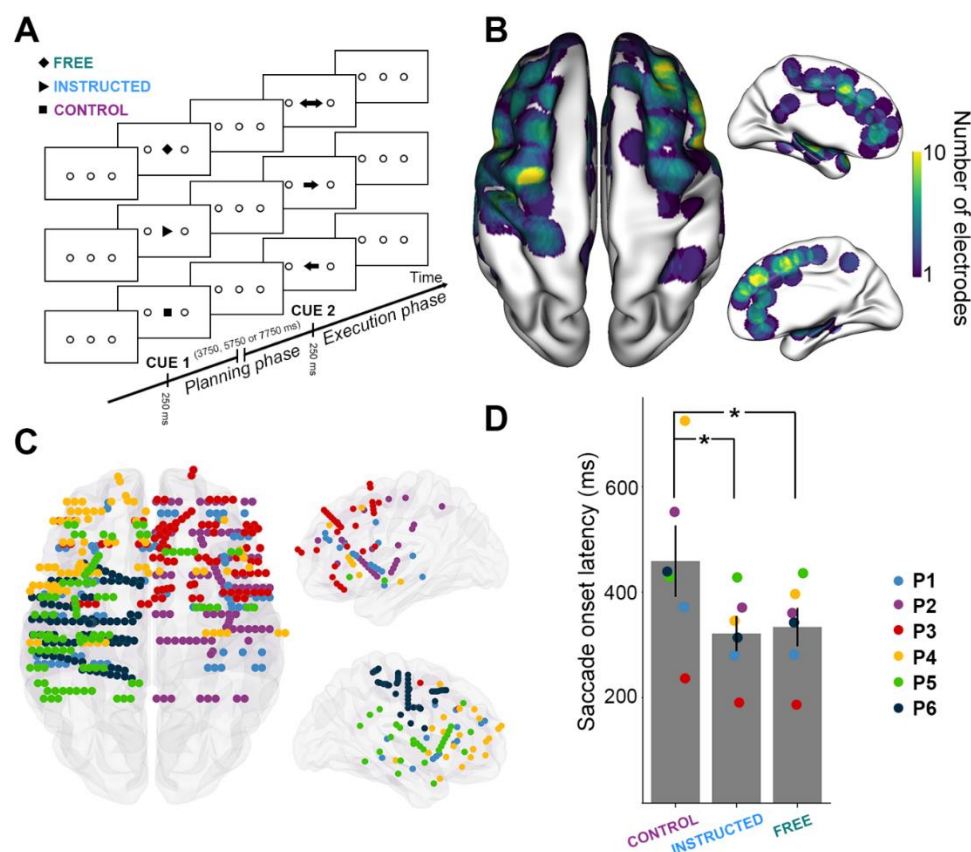 A
FREE
INSTRUCTED
CONTROL
CUE 1
250 ms
(3750, 5750 or 7750 ms)
Planning phase
CUE 2
250 ms
Execution phase
Time
B
Number of electrodes
10
1
C
D
Saccade onset latency (ms)
600
400
200
*
*
CONTROL
INSTRUCTED
FREE
P1
P2
P3
P4
P5
P6